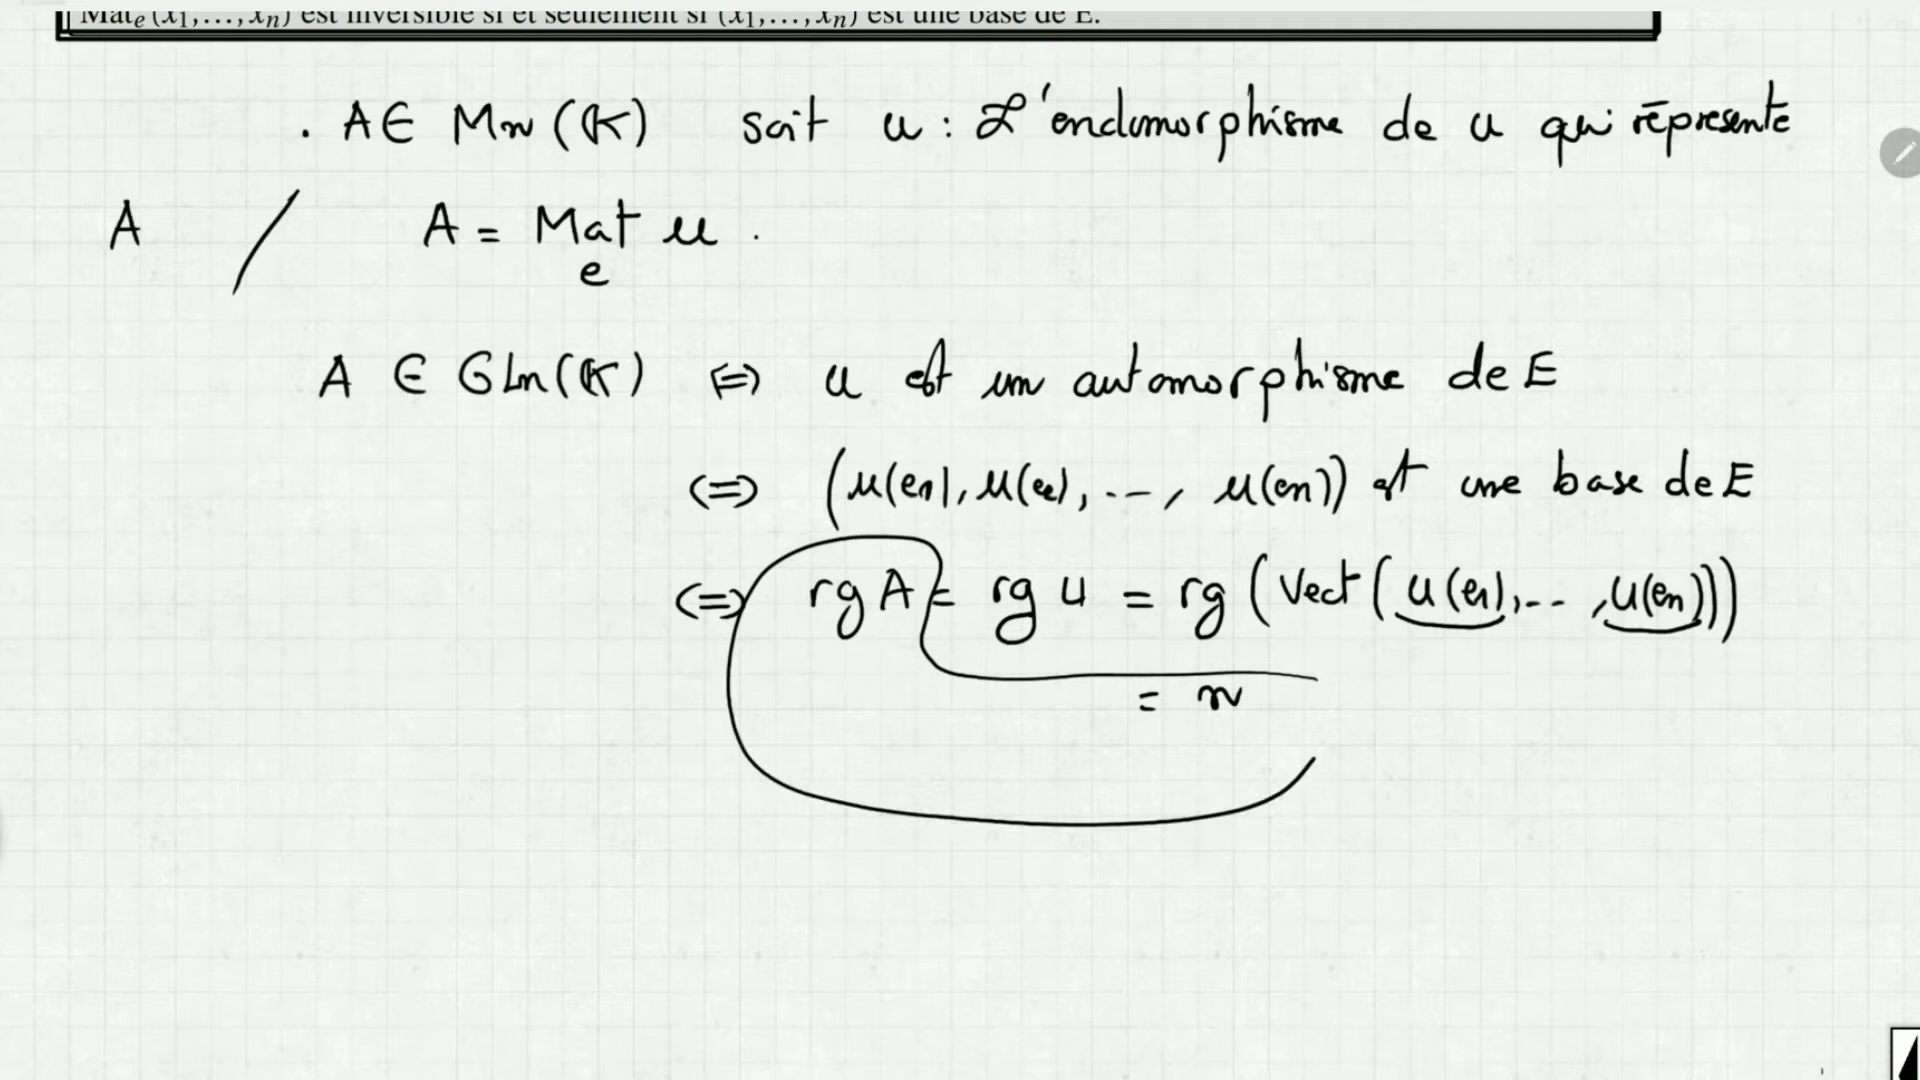 Mat_e (x_1,…,x_n) est inversible si et seulement si (x_1,…,x_n) est une base de E.
. A ∈ Mn (K) soit u : L'endomorphisme de u qui répresente
A / A = Mat u .
e
A ∈ GLn(K) <=> u est un automorphisme de E
<=> (u(e1), u(e2), ..., u(en)) est une base de E
<=> rg A = rg u = rg (Vect (u(e1), .., u(en)))
= n